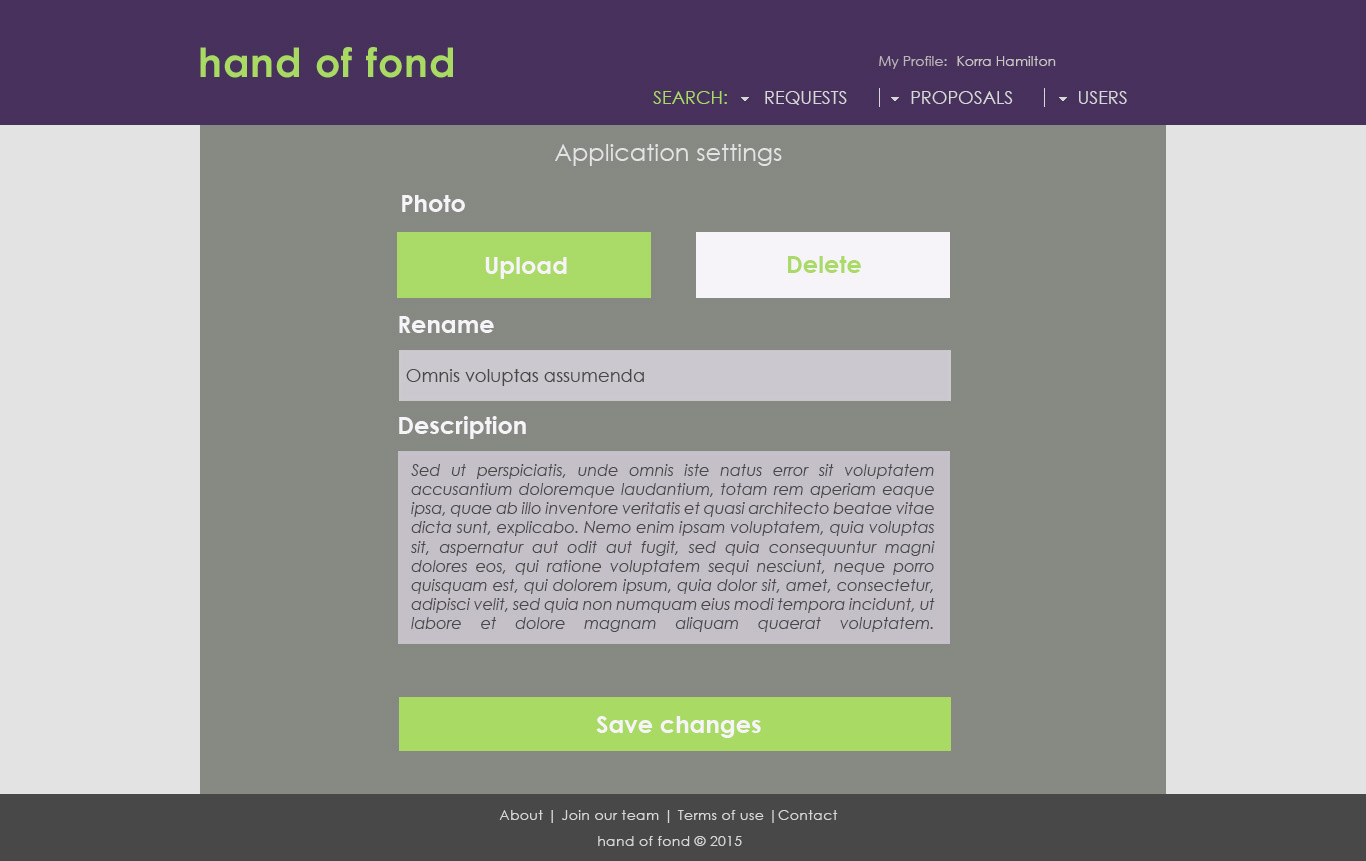 hand of fond
My Profile: Korra Hamilton
SEARCH: REQUESTS | PROPOSALS | USERS
Application settings
Photo
Upload Delete
Rename
Omnis voluptas assumenda
Description
Sed ut perspiciatis, unde omnis iste natus error sit voluptatem
accusantium doloremque laudantium, totam rem aperiam eaque
ipsa, quae ab illo inventore veritatis et quasi architecto beatae vitae
dicta sunt, explicabo. Nemo enim ipsam voluptatem, quia voluptas
sit, aspernatur aut odit aut fugit, sed quia consequuntur magni
dolores eos, qui ratione voluptatem sequi nesciunt, neque porro
quisquam est, qui dolorem ipsum, quia dolor sit, amet, consectetur,
adipisci velit, sed quia non numquam eius modi tempora incidunt, ut
labore et dolore magnam aliquam quaerat voluptatem.
Save changes
About | Join our team | Terms of use |Contact
hand of fond © 2015